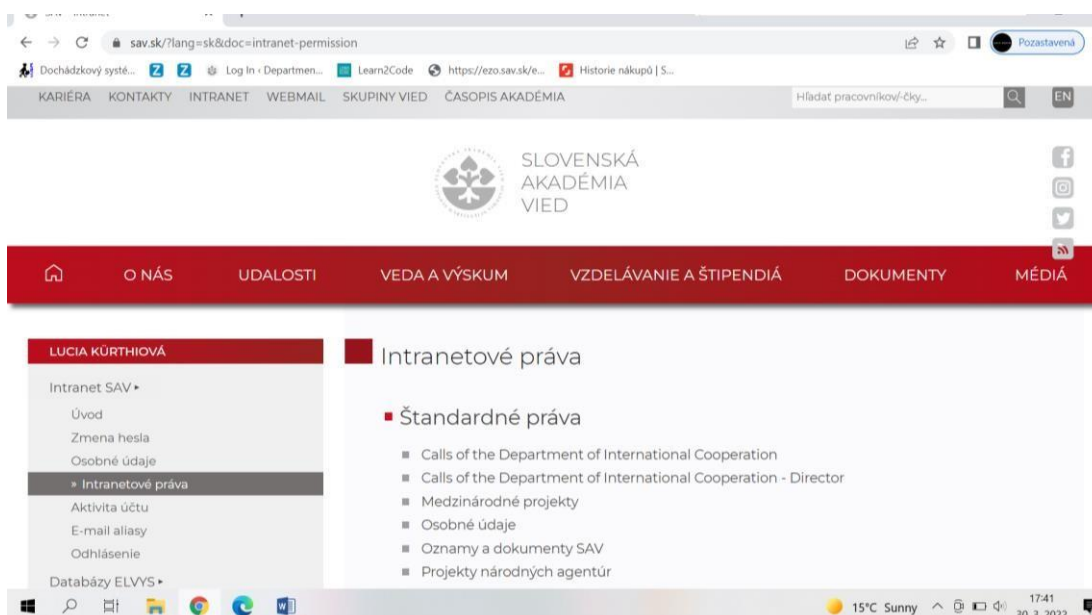 sav.sk/?lang=sk&doc=intranet-permission
Pozastavená
Dochádzkový systé...
Log In ‹ Departmen...
Learn2Code
https://ezo.sav.sk/e...
Historie nákupů | S...
KARIÉRA KONTAKTY INTRANET WEBMAIL SKUPINY VIED ČASOPIS AKADÉMIA
Hľadať pracovníkov/-čky...
EN
SLOVENSKÁ
AKADÉMIA
VIED
O NÁS UDALOSTI VEDA A VÝSKUM VZDELÁVANIE A ŠTIPENDIÁ DOKUMENTY MÉDIÁ
LUCIA KÜRTHIOVÁ
Intranet SAV ▸
Úvod
Zmena hesla
Osobné údaje
» Intranetové práva
Aktivita účtu
E-mail aliasy
Odhlásenie
Databázy ELVYS ▸
Intranetové práva
Štandardné práva
Calls of the Department of International Cooperation
Calls of the Department of International Cooperation - Director
Medzinárodné projekty
Osobné údaje
Oznamy a dokumenty SAV
Projekty národných agentúr
15°C Sunny
17:41